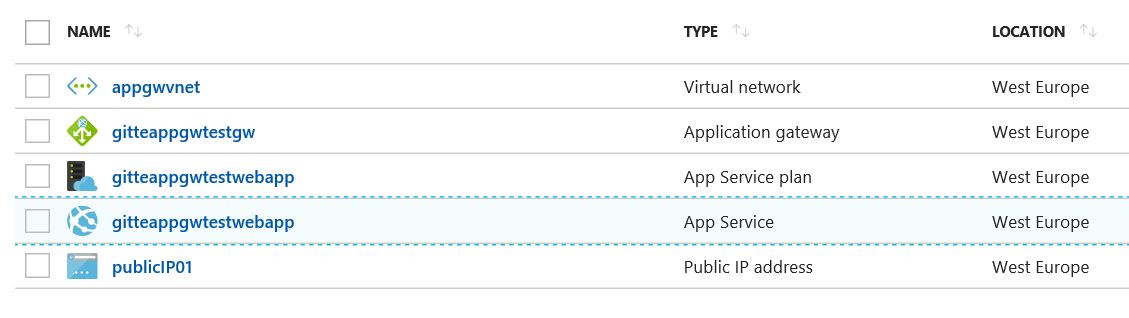 NAME TYPE LOCATION
appgwvnet Virtual network West Europe
gitteappgwtestgw Application gateway West Europe
gitteappgwtestwebapp App Service plan West Europe
gitteappgwtestwebapp App Service West Europe
publicIP01 Public IP address West Europe